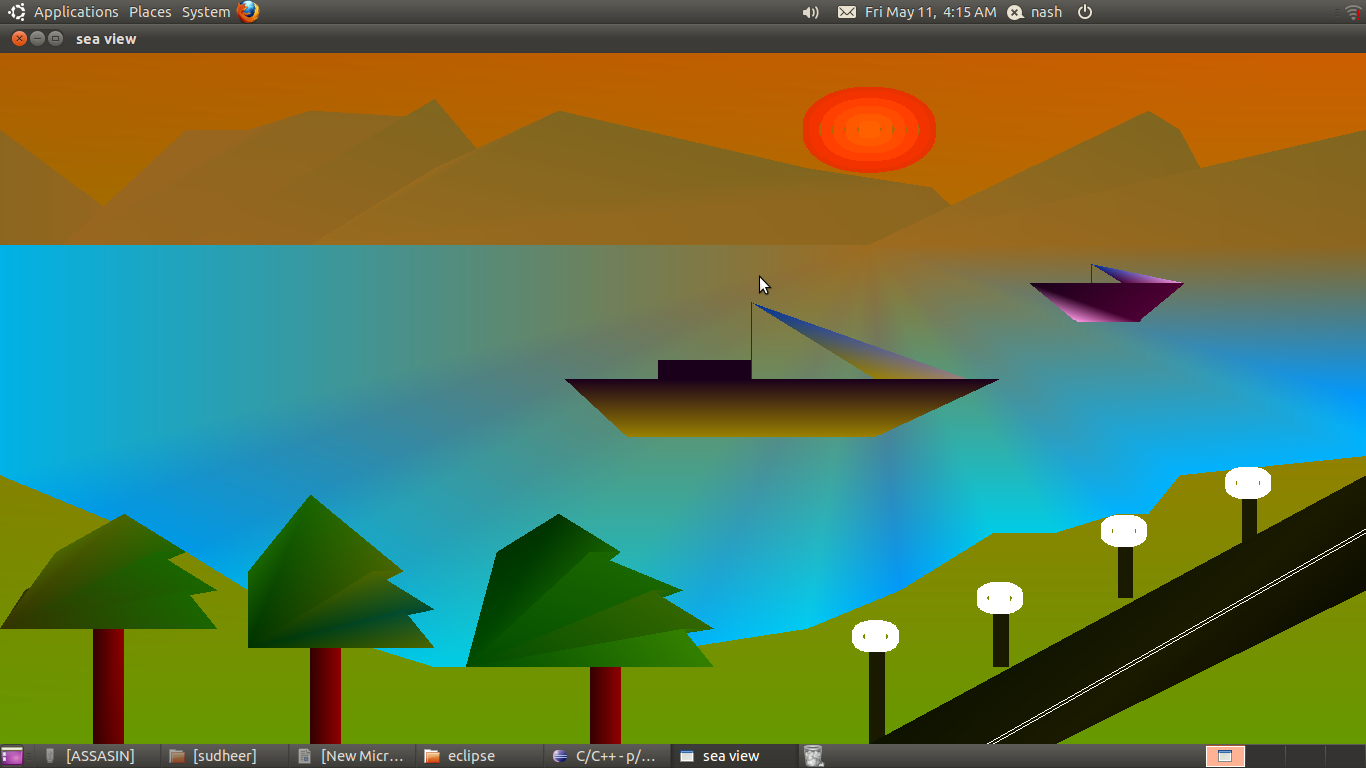 Applications Places System Fri May 11, 4:15 AM nash
sea view
[ASSASIN] [sudheer] [New Micr... eclipse C/C++ - p/... sea view